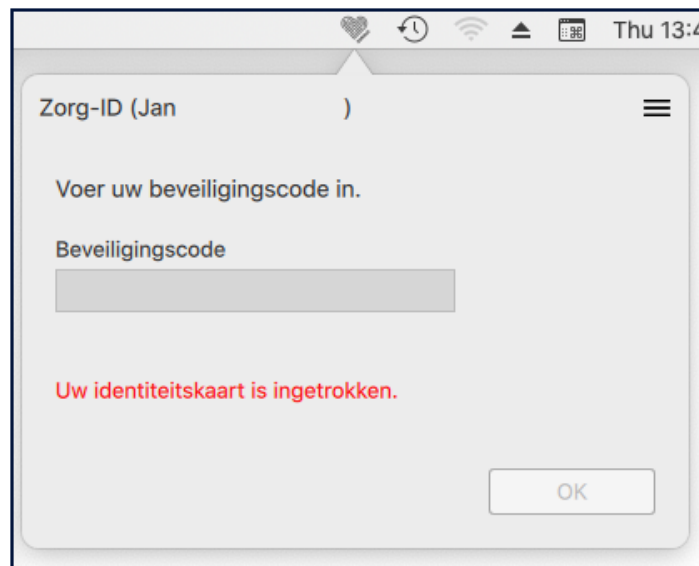 Thu 13:4
Zorg-ID (Jan )
Voer uw beveiligingscode in.
Beveiligingscode
Uw identiteitskaart is ingetrokken.
OK